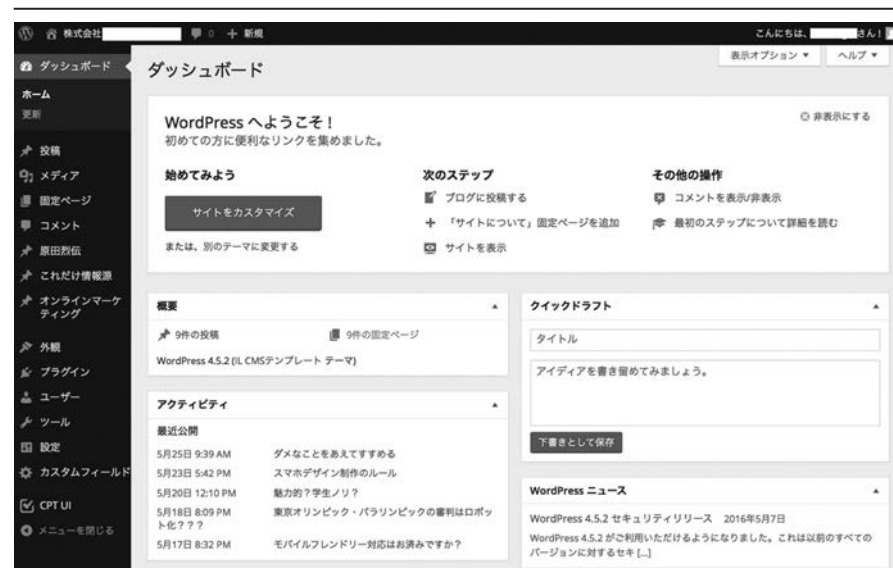 株式会社
0
+ 新規
こんにちは、
さん！
ダッシュボード
ホーム
更新
投稿
メディア
固定ページ
コメント
原田烈伝
これだけ情報源
オンラインマーケ
ティング
外観
プラグイン
ユーザー
ツール
設定
カスタムフィールド
CPT UI
メニューを閉じる
表示オプション ▼
ヘルプ ▼
ダッシュボード
WordPress へようこそ！
初めての方に便利なリンクを集めました。
非表示にする
始めてみよう
サイトをカスタマイズ
または、別のテーマに変更する
次のステップ
ブログに投稿する
「サイトについて」固定ページを追加
サイトを表示
その他の操作
コメントを表示/非表示
最初のステップについて詳細を読む
概要
9件の投稿
9件の固定ページ
WordPress 4.5.2 (IL CMSテンプレート テーマ)
アクティビティ
最近公開
5月25日 9:39 AM ダメなことをあえてすすめる
5月23日 5:42 PM スマホデザイン制作のルール
5月20日 12:10 PM 魅力的？学生ノリ？
5月18日 8:09 PM 東京オリンピック・パラリンピックの審判はロボッ
ト化？？？
5月17日 8:32 PM モバイルフレンドリー対応はお済みですか？
クイックドラフト
タイトル
アイディアを書き留めてみましょう。
下書きとして保存
WordPress ニュース
WordPress 4.5.2 セキュリティリリース 2016年5月7日
WordPress 4.5.2 がご利用いただけるようになりました。これは以前のすべての
バージョンに対するセキ [...]